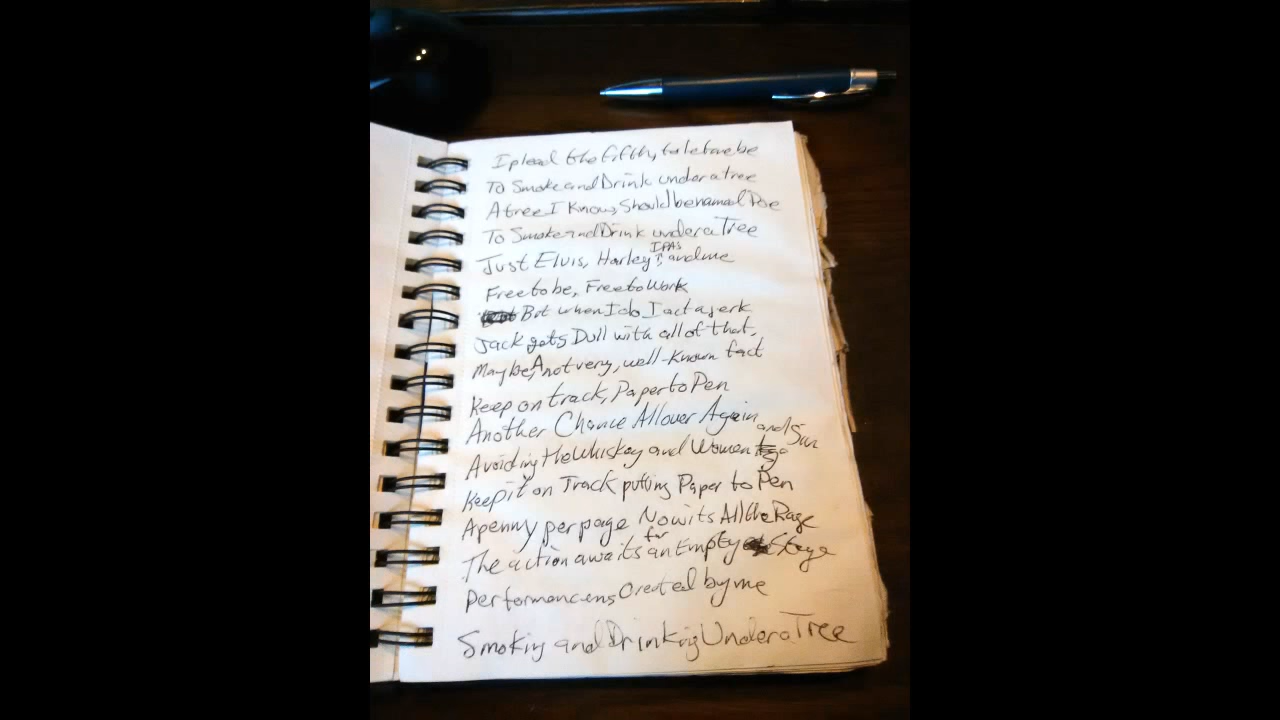 I plead the fifth, to let me be
To Smoke and Drink under a tree
A tree I Know, Should be named Poe
To Smoke and Drink under a Tree
Just Elvis, Harley IPAS and me
Free to be, Free to Work
But when I do I act a jerk
Jack gets Dull with all of that,
Maybe, A not very, well-Known fact
Keep on track, Paper to Pen
Another Chance All over Again
Avoiding the Whiskey and Women and Sin
Keep it on Track putting Paper to Pen
A penny per page Now its All the Rage
The action awaits for an Empty Stage
Performances Created by me
Smoking and Drinking Under a Tree